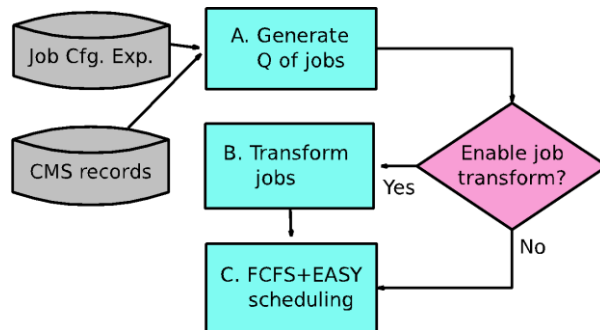 Job Cfg. Exp.
A. Generate
Q of jobs
CMS records
B. Transform
jobs
Enable job
transform?
Yes
No
C. FCFS+EASY
scheduling